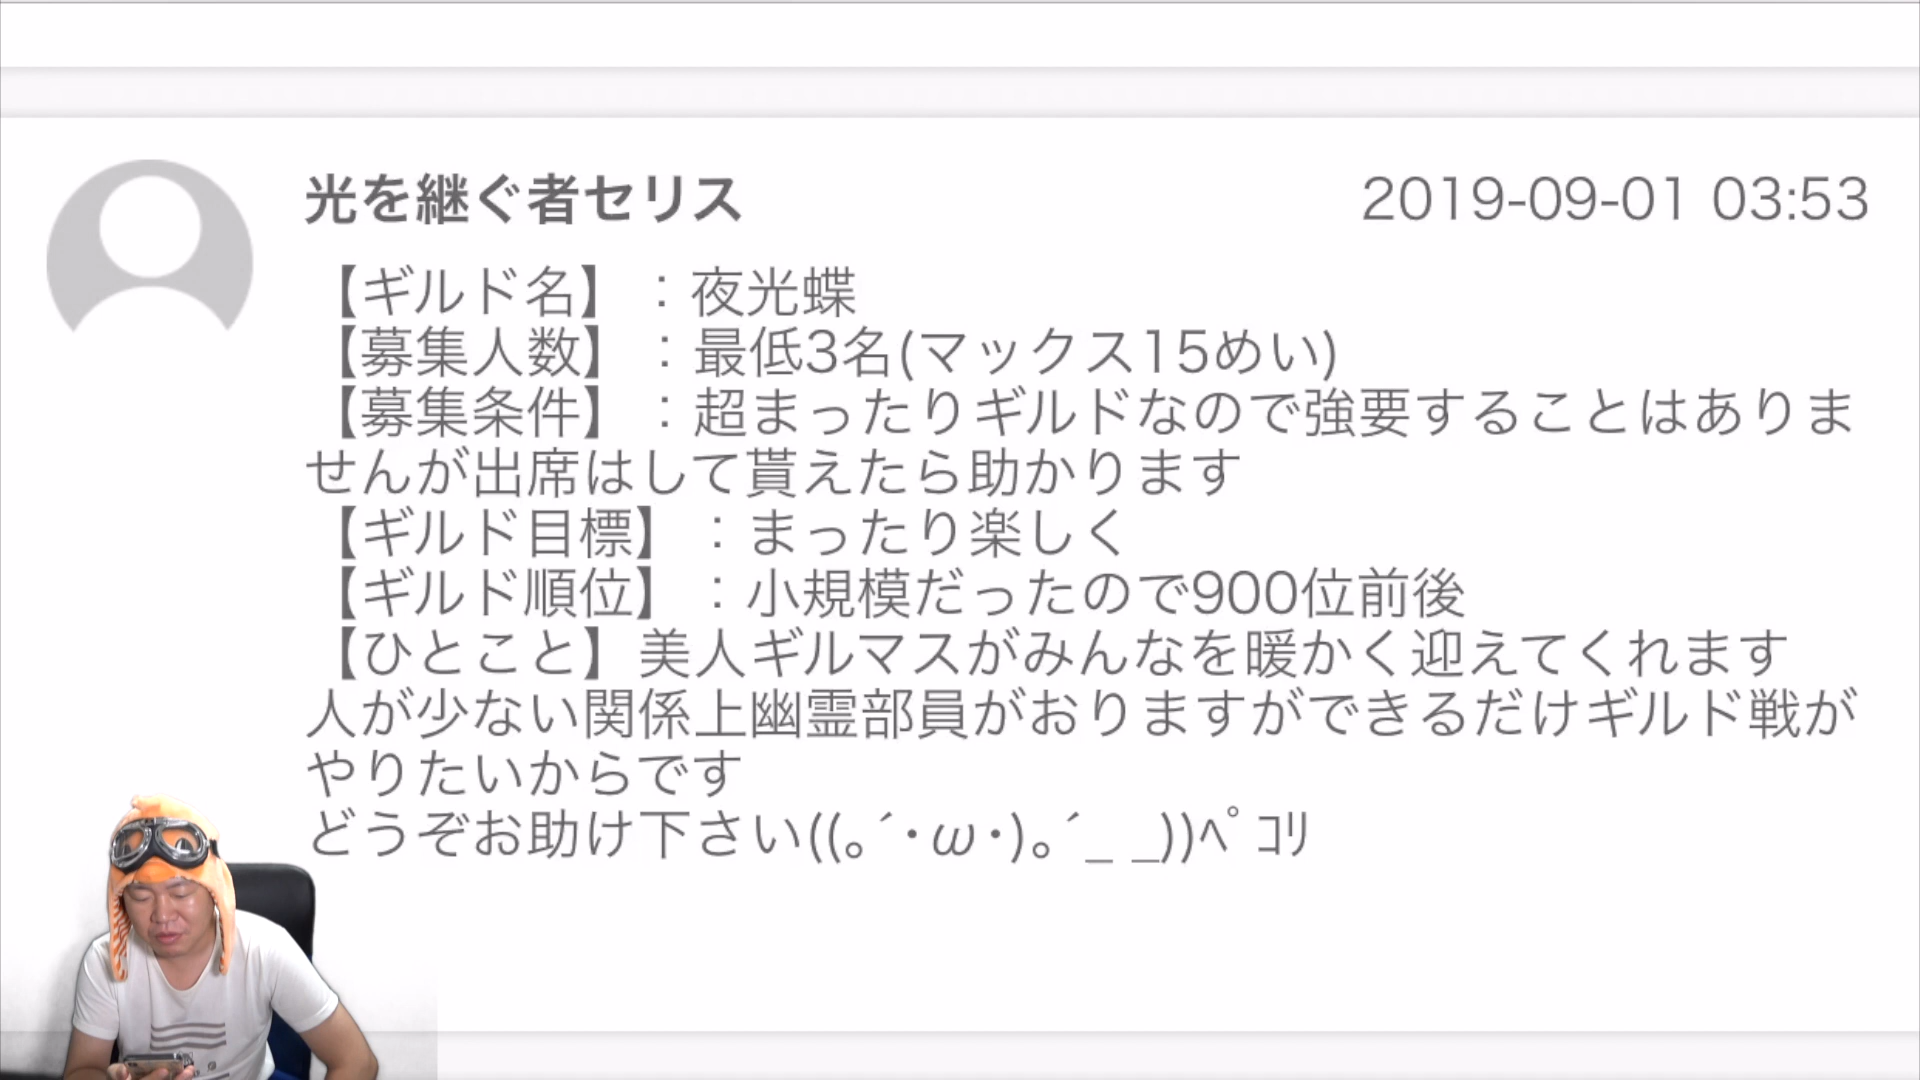 光を継ぐ者セリス
2019-09-01 03:53
【ギルド名】：夜光蝶
【募集人数】：最低3名(マックス15めい)
【募集条件】：超まったりギルドなので強要することはありま
せんが出席はして貰えたら助かります
【ギルド目標】：まったり楽しく
【ギルド順位】：小規模だったので900位前後
【ひとこと】美人ギルマスがみんなを暖かく迎えてくれます
人が少ない関係上幽霊部員がおりますができるだけギルド戦が
やりたいからです
どうぞお助け下さい((｡´･ω･)｡´_ _))ﾍﾟｺﾘ